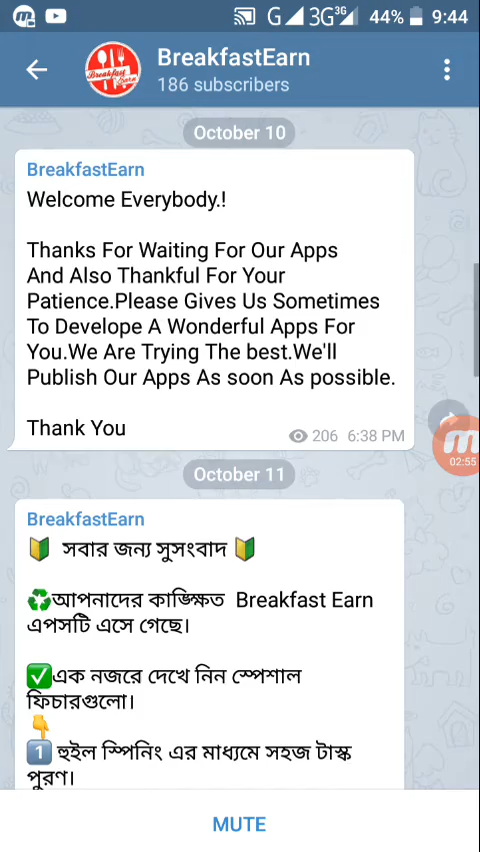 G 3G 3G 44% 9:44
BreakfastEarn
186 subscribers
October 10
BreakfastEarn
Welcome Everybody.!
Thanks For Waiting For Our Apps
And Also Thankful For Your
Patience.Please Gives Us Sometimes
To Develope A Wonderful Apps For
You.We Are Trying The best.We'll
Publish Our Apps As soon As possible.
Thank You
206 6:38 PM
02:55
October 11
BreakfastEarn
🔰 সবার জন্য সুসংবাদ 🔰
♻️আপনাদের কাঙ্ক্ষিত Breakfast Earn
এপসটি এসে গেছে।
✅এক নজরে দেখে নিন স্পেশাল
ফিচারগুলো।
👇
1️⃣ হুইল স্পিনিং এর মাধ্যমে সহজ টাস্ক
পুরণ।
MUTE